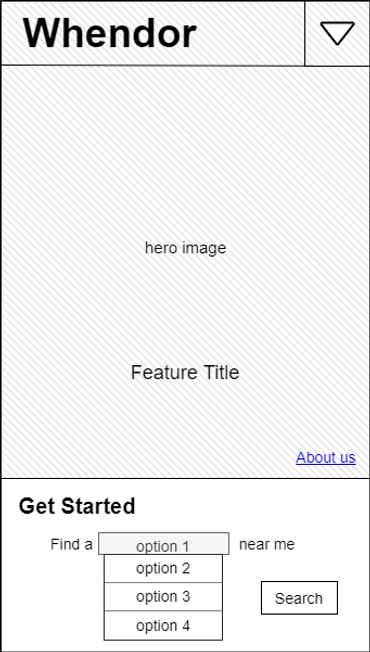 Whendor
hero image
Feature Title
About us
Get Started
Find a option 1 near me
option 2
option 3
Search
option 4